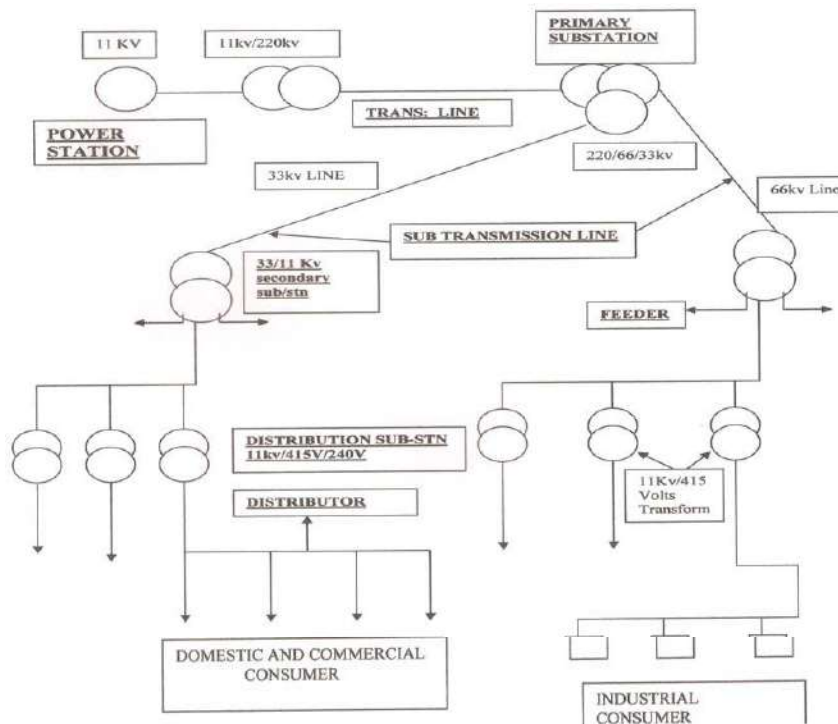 11 KV
11kv/220kv
PRIMARY
SUBSTATION
TRANS: LINE
POWER
STATION
220/66/33kv
33kv LINE
66kv Line
SUB TRANSMISSION LINE
33/11 Kv
secondary
sub/stn
FEEDER
DISTRIBUTION SUB-STN
11kv/415V/240V
11Kv/415
Volts
Transform
DISTRIBUTOR
DOMESTIC AND COMMERCIAL
CONSUMER
INDUSTRIAL
CONSUMER